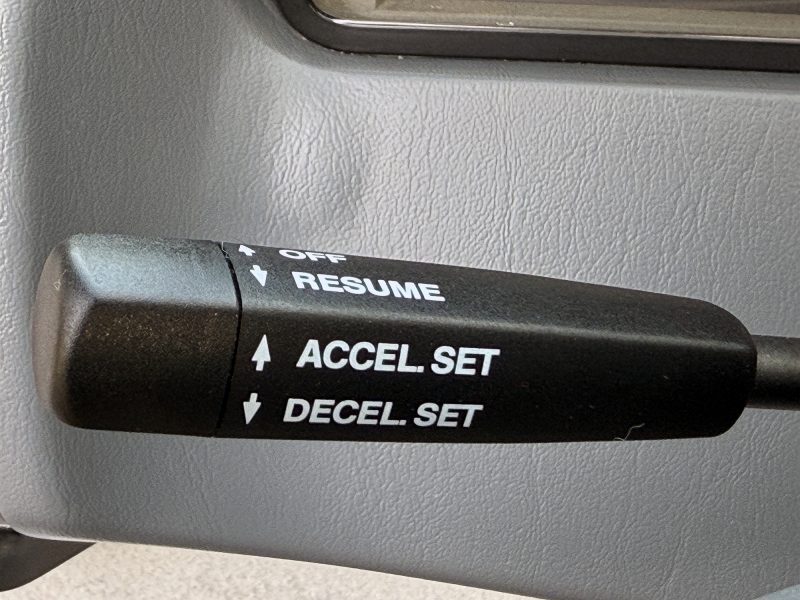 ↑ OFF
↓ RESUME
↑ ACCEL. SET
↓ DECEL. SET